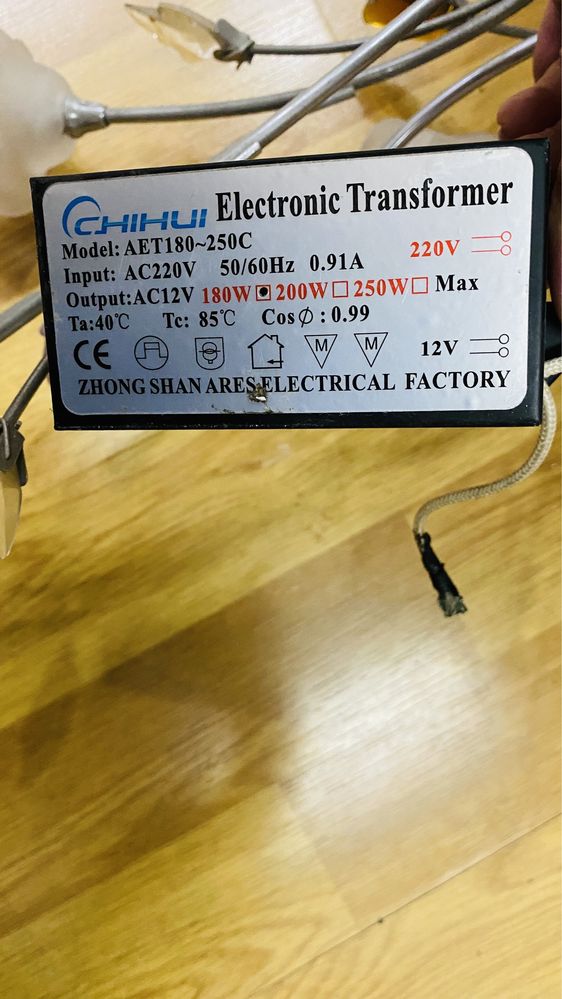 CHIHUI Electronic Transformer
Model: AET180~250C
220V
Input: AC220V 50/60Hz 0.91A
Output: AC12V 180W 200W 250W Max
Ta: 40℃ Tc: 85℃ Cos∅ : 0.99
CE M M 12V
ZHONG SHAN ARES ELECTRICAL FACTORY